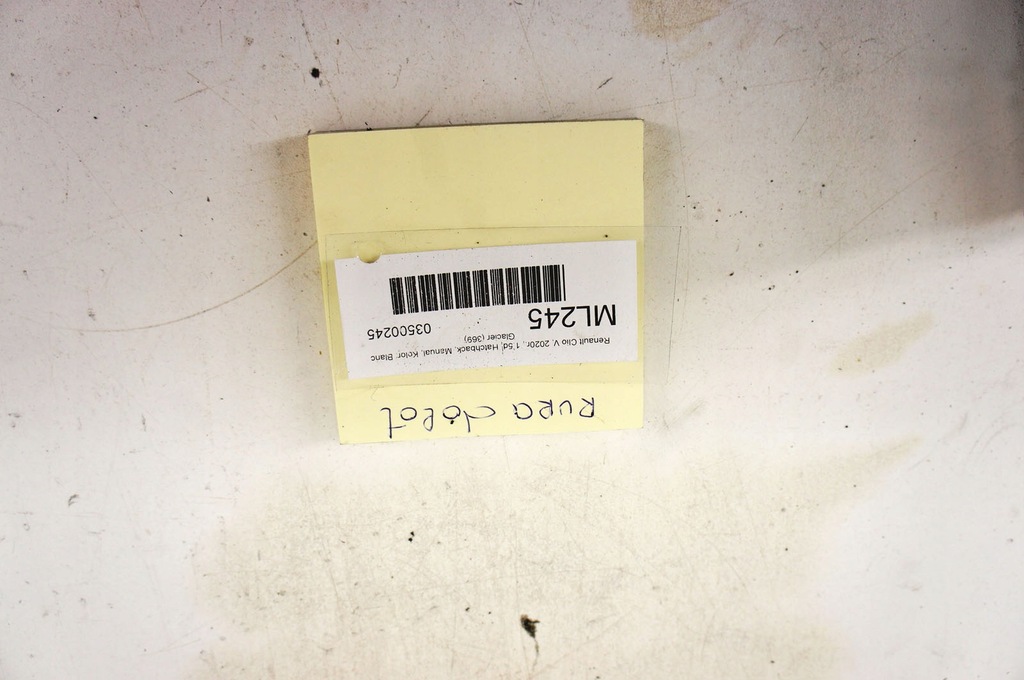 RURA dolot
Renault Clio V, 2020r., 1.5d, Hatchback, Manual, Kolor: Blanc
Glacier (369)
ML245
03500245